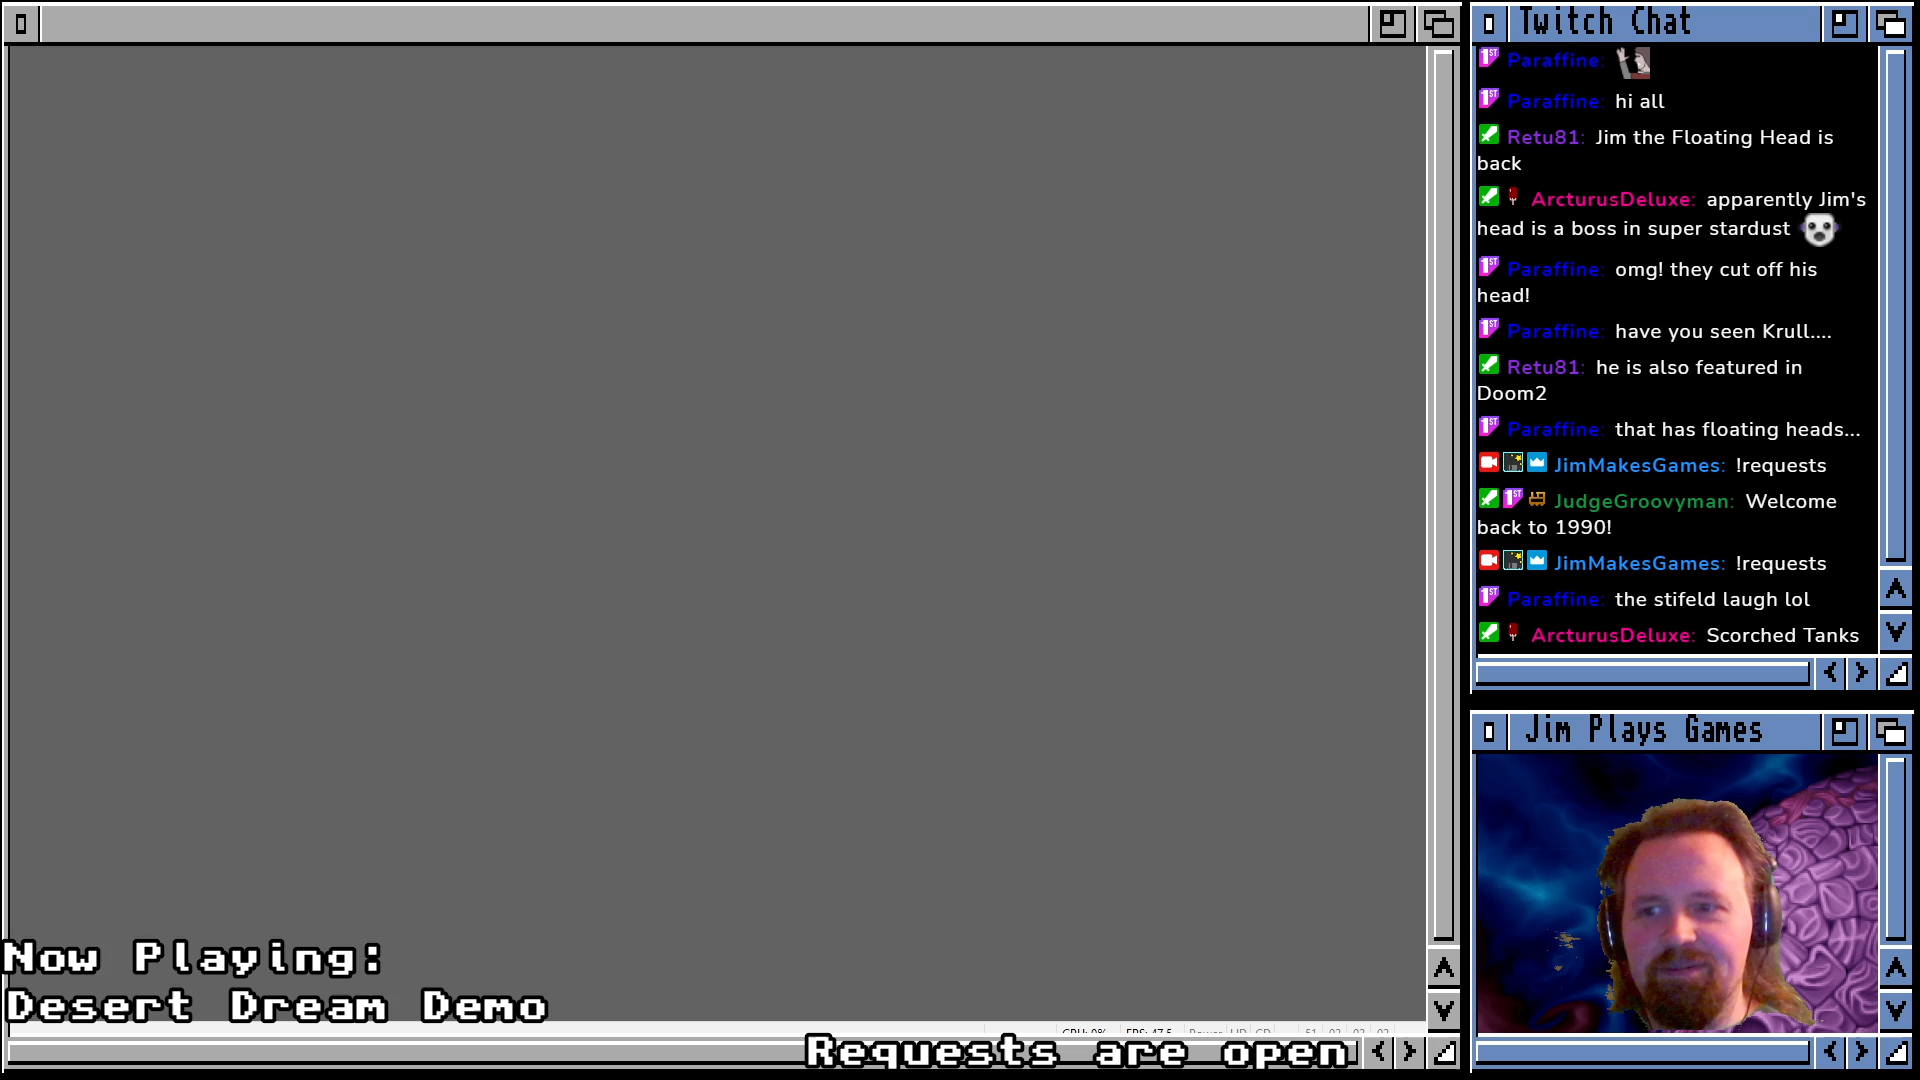 Twitch Chat
Paraffine:
Paraffine: hi all
Retu81: Jim the Floating Head is
back
ArcturusDeluxe: apparently Jim's
head is a boss in super stardust
Paraffine: omg! they cut off his
head!
Paraffine: have you seen Krull....
Retu81: he is also featured in
Doom2
Paraffine: that has floating heads...
JimMakesGames: !requests
JudgeGroovyman: Welcome
back to 1990!
JimMakesGames: !requests
Paraffine: the stifeld laugh lol
ArcturusDeluxe: Scorched Tanks
Jim Plays Games
Now Playing:
Desert Dream Demo
Requests are open